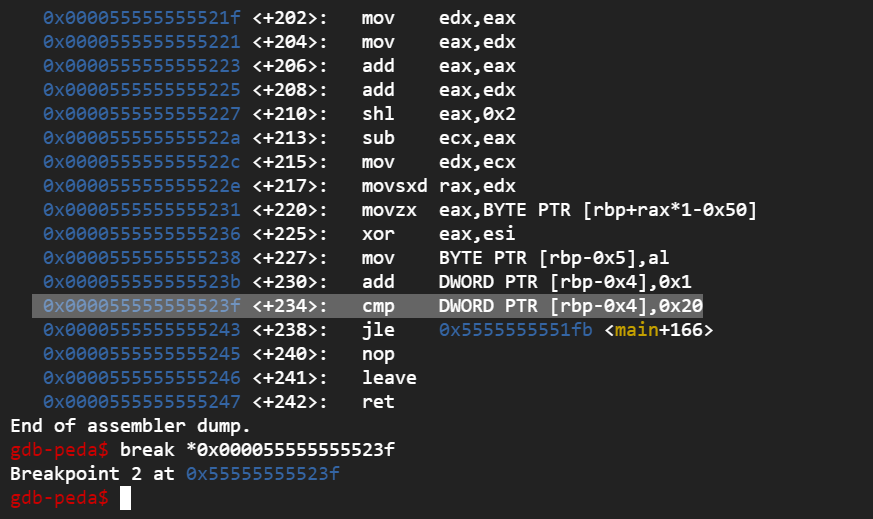 0x000055555555521f <+202>: mov edx,eax
0x0000555555555221 <+204>: mov eax,edx
0x0000555555555223 <+206>: add eax,eax
0x0000555555555225 <+208>: add eax,edx
0x0000555555555227 <+210>: shl eax,0x2
0x000055555555522a <+213>: sub ecx,eax
0x000055555555522c <+215>: mov edx,ecx
0x000055555555522e <+217>: movsxd rax,edx
0x0000555555555231 <+220>: movzx eax,BYTE PTR [rbp+rax*1-0x50]
0x0000555555555236 <+225>: xor eax,esi
0x0000555555555238 <+227>: mov BYTE PTR [rbp-0x5],al
0x000055555555523b <+230>: add DWORD PTR [rbp-0x4],0x1
0x000055555555523f <+234>: cmp DWORD PTR [rbp-0x4],0x20
0x0000555555555243 <+238>: jle 0x5555555551fb <main+166>
0x0000555555555245 <+240>: nop
0x0000555555555246 <+241>: leave
0x0000555555555247 <+242>: ret
End of assembler dump.
gdb-peda$ break *0x000055555555523f
Breakpoint 2 at 0x55555555523f
gdb-peda$